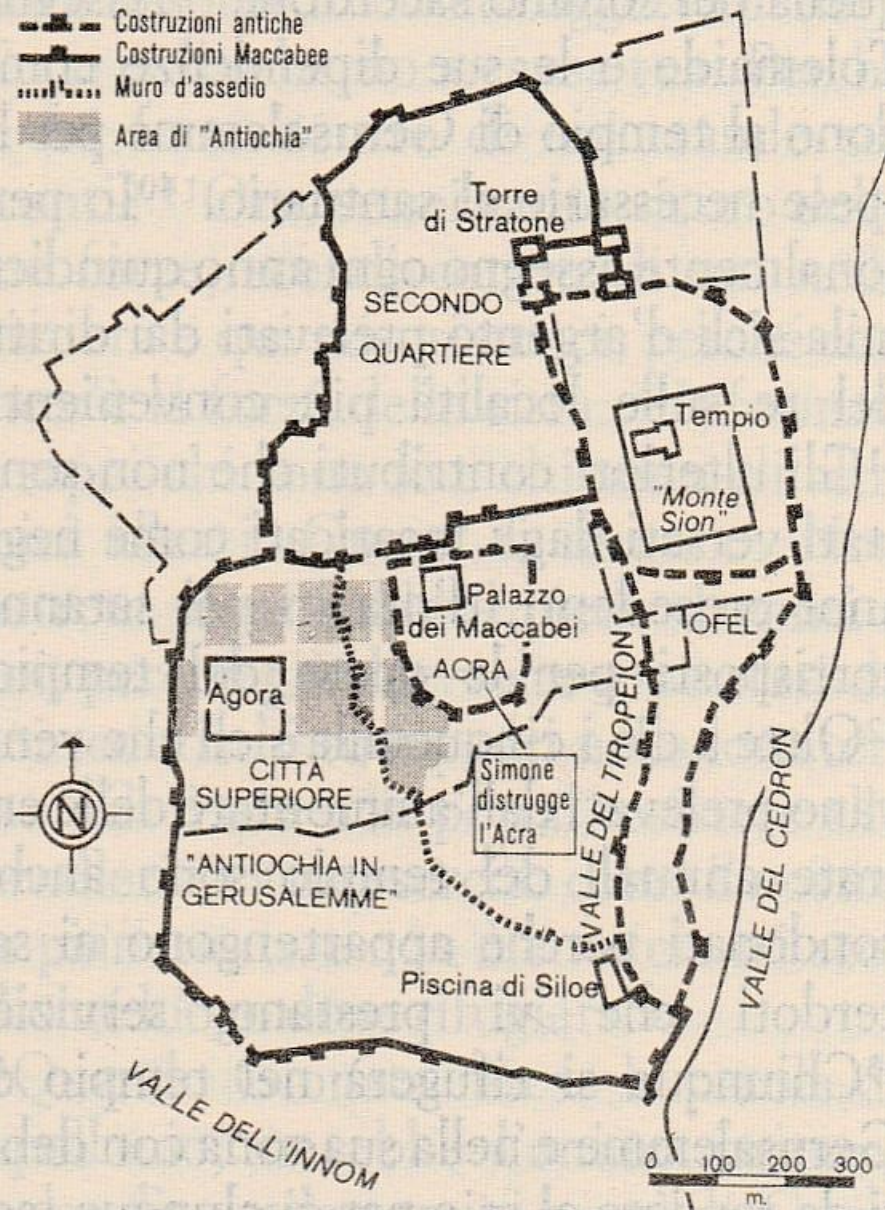 Costruzioni antiche
Costruzioni Maccabee
Muro d'assedio
Area di "Antiochia"
Torre
di Stratone
SECONDO
QUARTIERE
Tempio
"Monte
Sion"
Palazzo
dei Maccabei
ACRA
OFEL
Agora
CITTÀ
SUPERIORE
Simone
distrugge
l'Acra
VALLE DEL TIROPEION
VALLE DEL CEDRON
N
"ANTIOCHIA IN
GERUSALEMME"
Piscina di Siloe
VALLE DELL'INNOM
0 100 200 300
m.